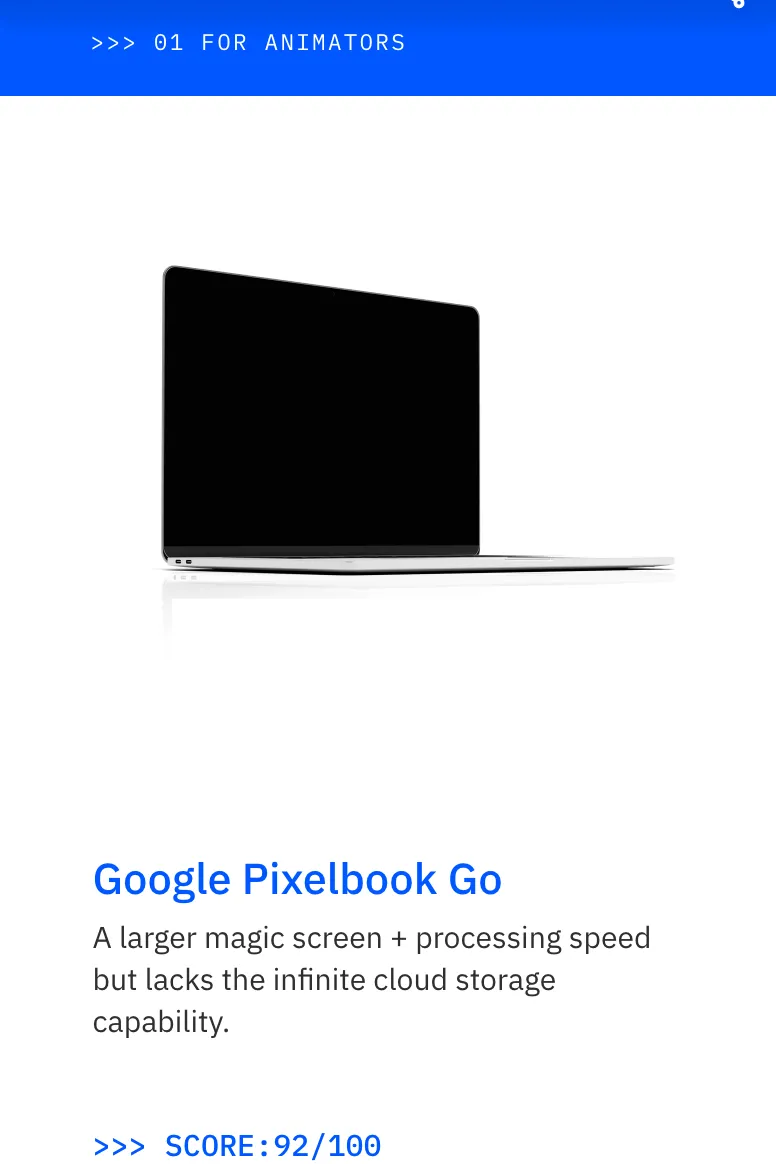 >>> 01 FOR ANIMATORS
Google Pixelbook Go
A larger magic screen + processing speed
but lacks the infinite cloud storage
capability.
>>> SCORE:92/100